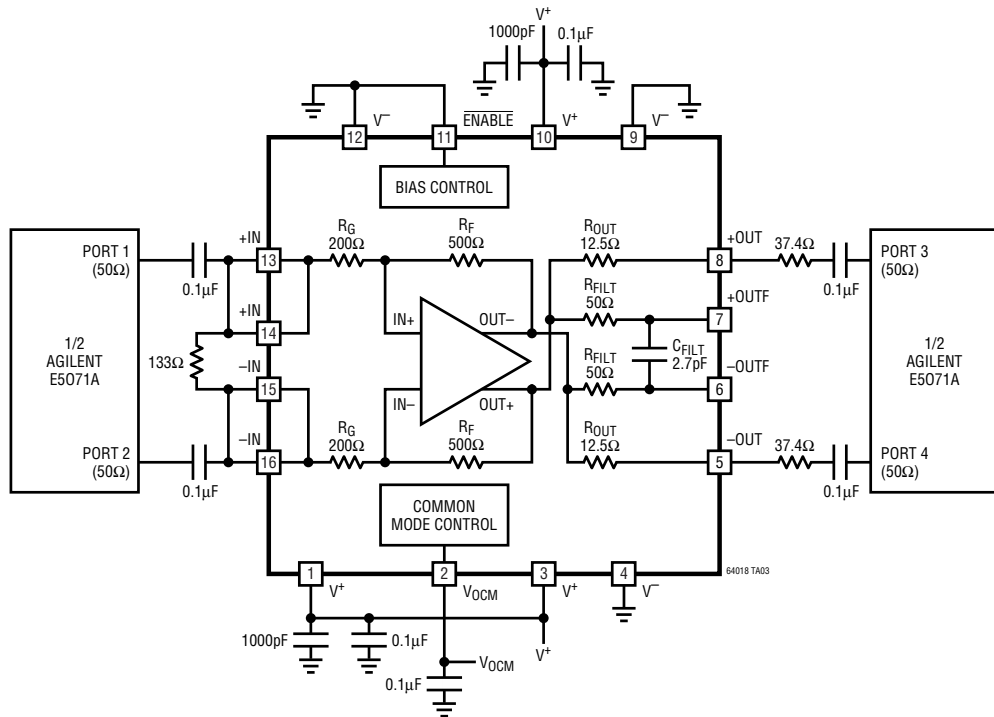 V+
1000pF
0.1µF
V−
ENABLE
V+
V−
12
11
10
9
BIAS CONTROL
1/2
AGILENT
E5O71A
PORT 1
(50Ω)
0.1µF
+IN
13
RG
200Ω
RF
500Ω
ROUT
12.5Ω
8
+OUT
37.4Ω
0.1µF
PORT 3
(50Ω)
+IN
14
IN+
OUT−
RFILT
50Ω
7
+OUTF
133Ω
CFILT
2.7pF
1/2
AGILENT
E5O71A
−IN
15
IN−
OUT+
RFILT
50Ω
6
−OUTF
PORT 2
(50Ω)
0.1µF
−IN
16
RG
200Ω
RF
500Ω
ROUT
12.5Ω
5
−OUT
37.4Ω
0.1µF
PORT 4
(50Ω)
COMMON
MODE CONTROL
64018 TA03
1
2
3
4
V+
VOCM
V+
V−
1000pF
0.1µF
V+
VOCM
0.1µF